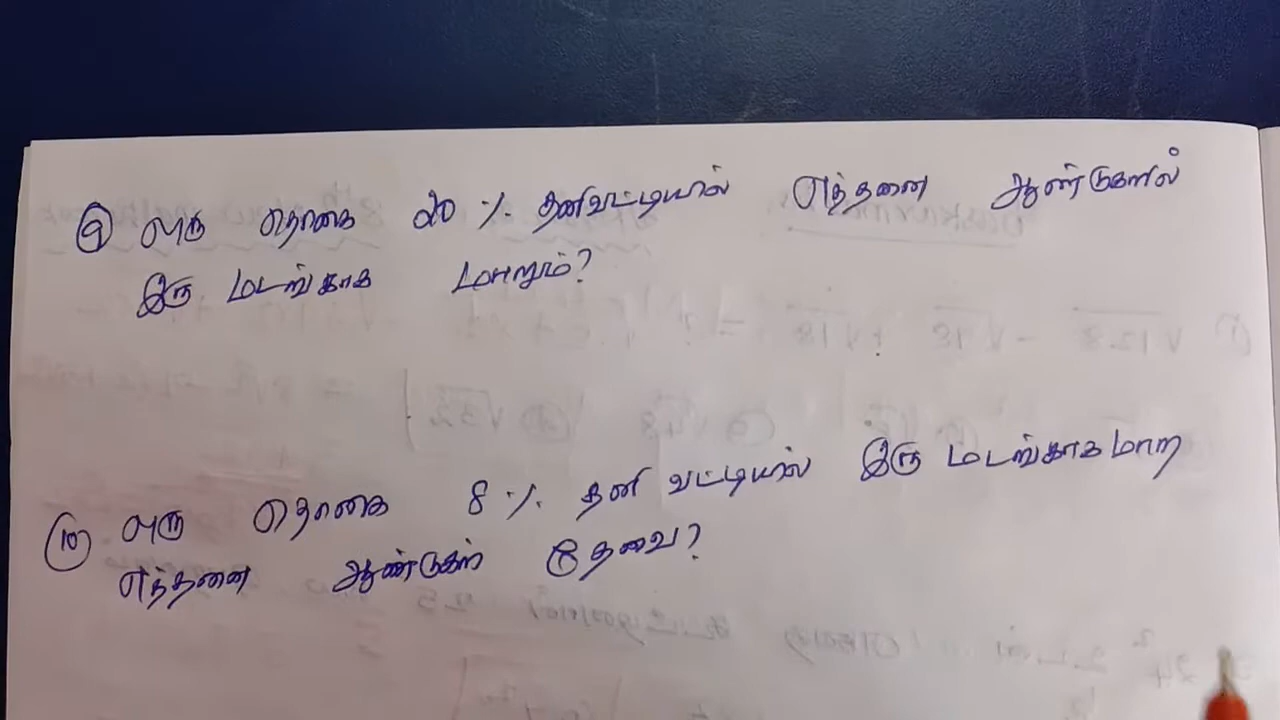 9) ஒரு தொகை 20 % தனிவட்டியில் எத்தனை ஆண்டுகளில்
இரு மடங்காக மாறும்?
10) ஒரு தொகை 8 % தனி வட்டியில் இரு மடங்காக மாற
எத்தனை ஆண்டுகள் தேவை?